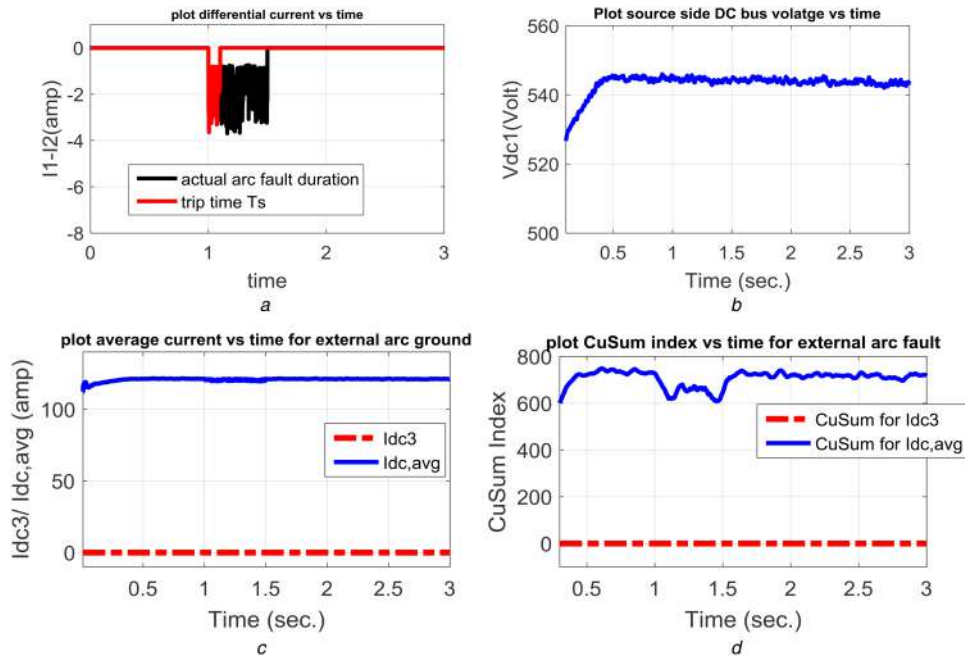 plot differential current vs time
0
-2
-4
-6
-8
I1-I2(amp)
actual arc fault duration
trip time Ts
0
1
2
3
time
a
Plot source side DC bus volatge vs time
560
540
520
500
Vdc1(Volt)
0.5
1
1.5
2
2.5
3
Time (sec.)
b
plot average current vs time for external arc ground
100
50
0
Idc3/ Idc,avg (amp)
Idc3
Idc,avg
0.5
1
1.5
2
2.5
3
Time (sec.)
c
plot CuSum index vs time for external arc fault
800
600
400
200
0
CuSum Index
CuSum for Idc3
CuSum for Idc,avg
0.5
1
1.5
2
2.5
3
Time (sec.)
d